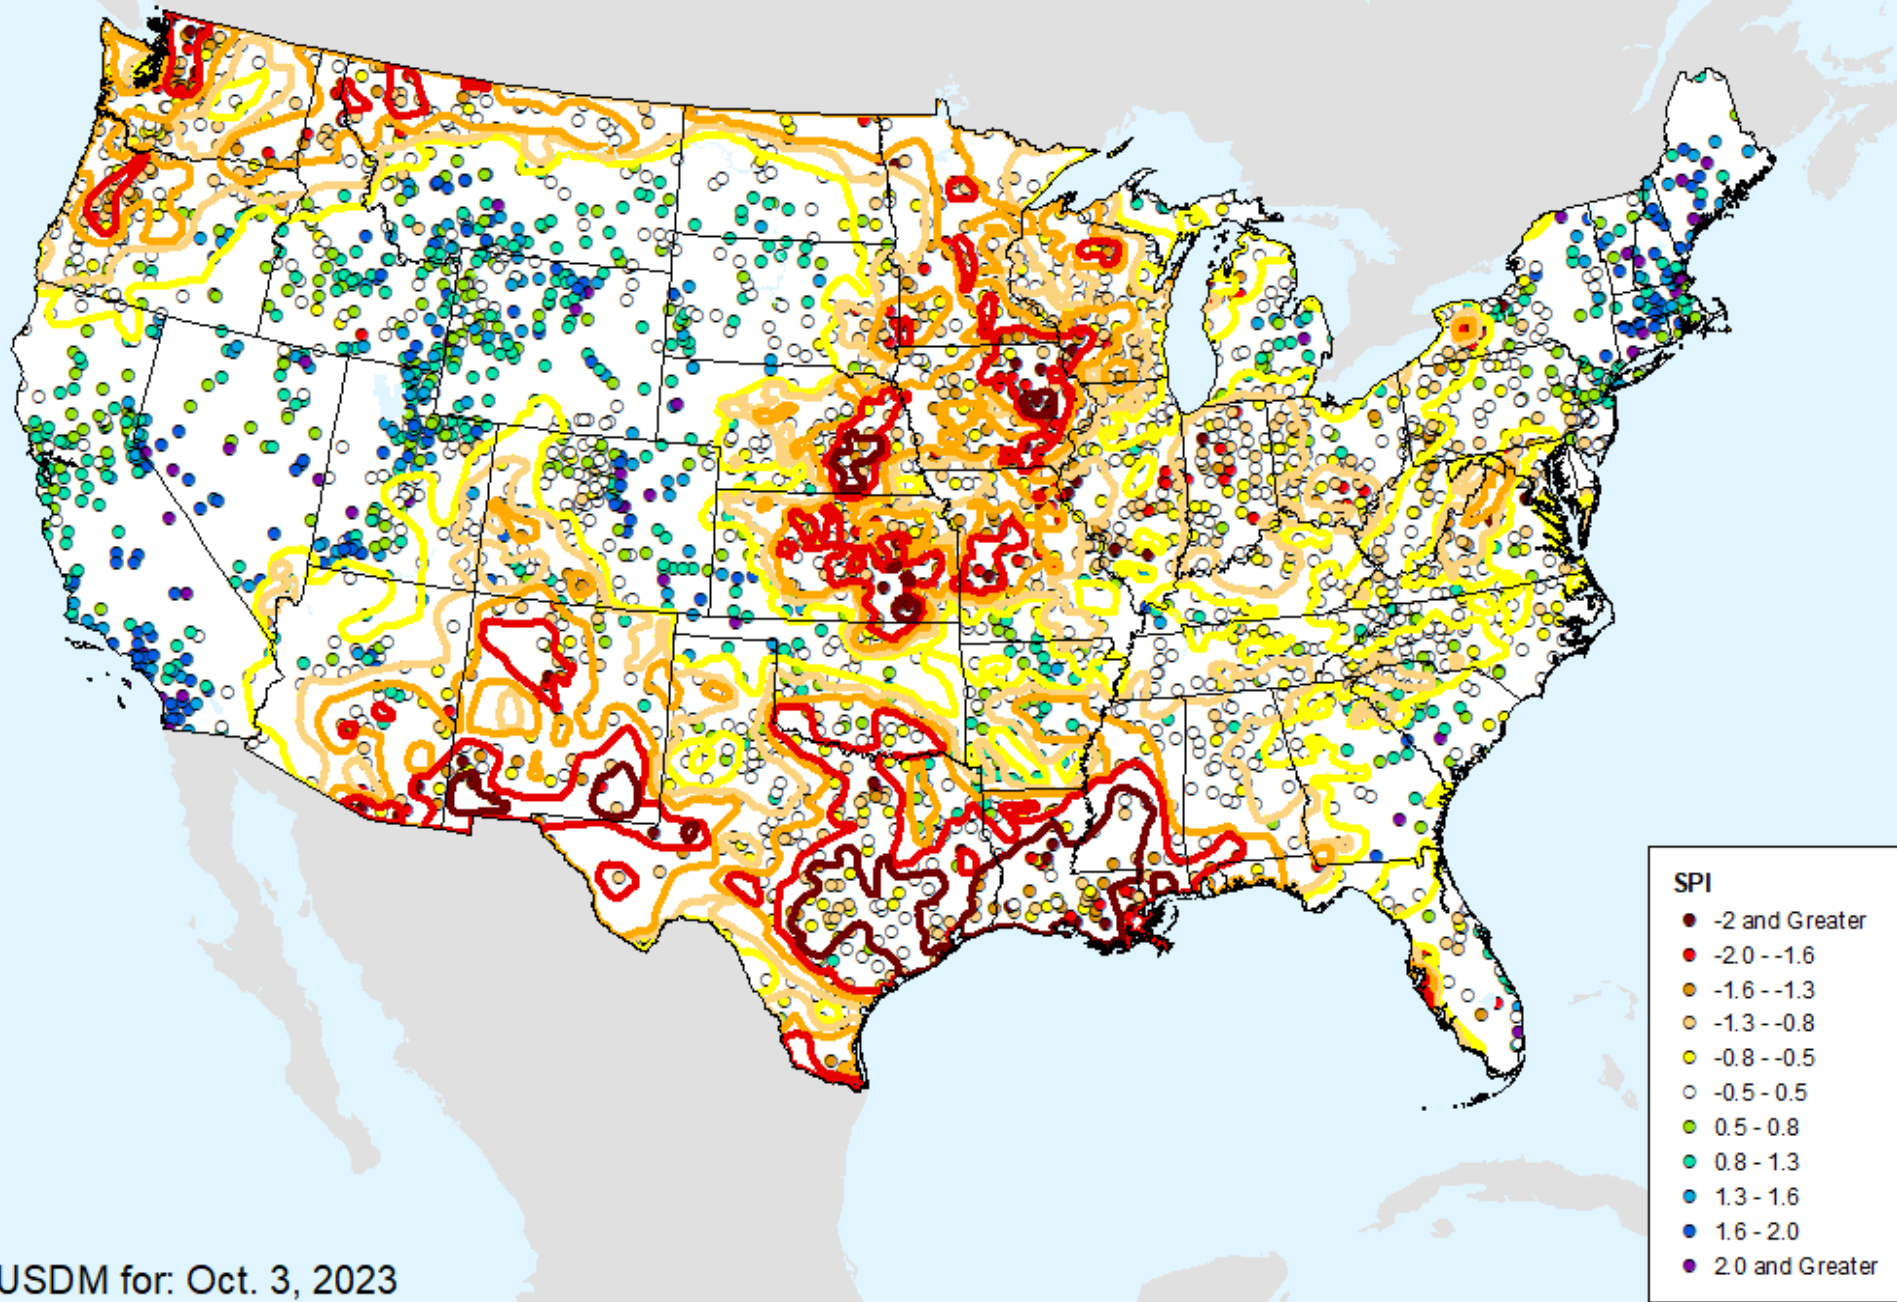 SPI
-2 and Greater
-2.0 - -1.6
-1.6 - -1.3
-1.3 - -0.8
-0.8 - -0.5
-0.5 - 0.5
0.5 - 0.8
0.8 - 1.3
1.3 - 1.6
1.6 - 2.0
2.0 and Greater
USDM for: Oct. 3, 2023